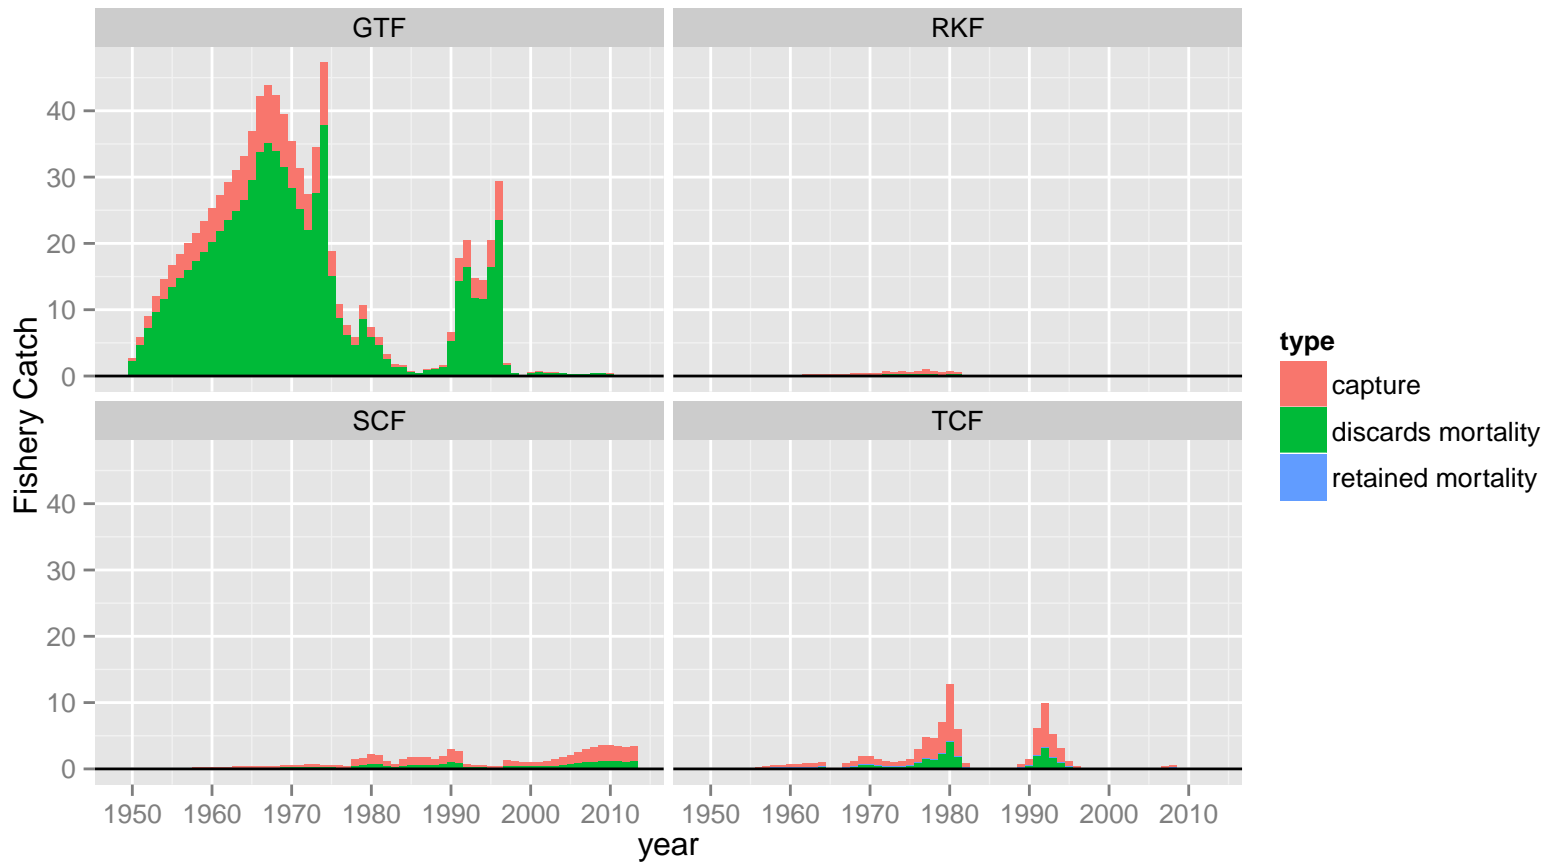 GTF
RKF
40
30
20
10
0
SCF
TCF
40
30
20
10
0
Fishery Catch
1950 1960 1970 1980 1990 2000 2010
1950 1960 1970 1980 1990 2000 2010
year
type
capture
discards mortality
retained mortality